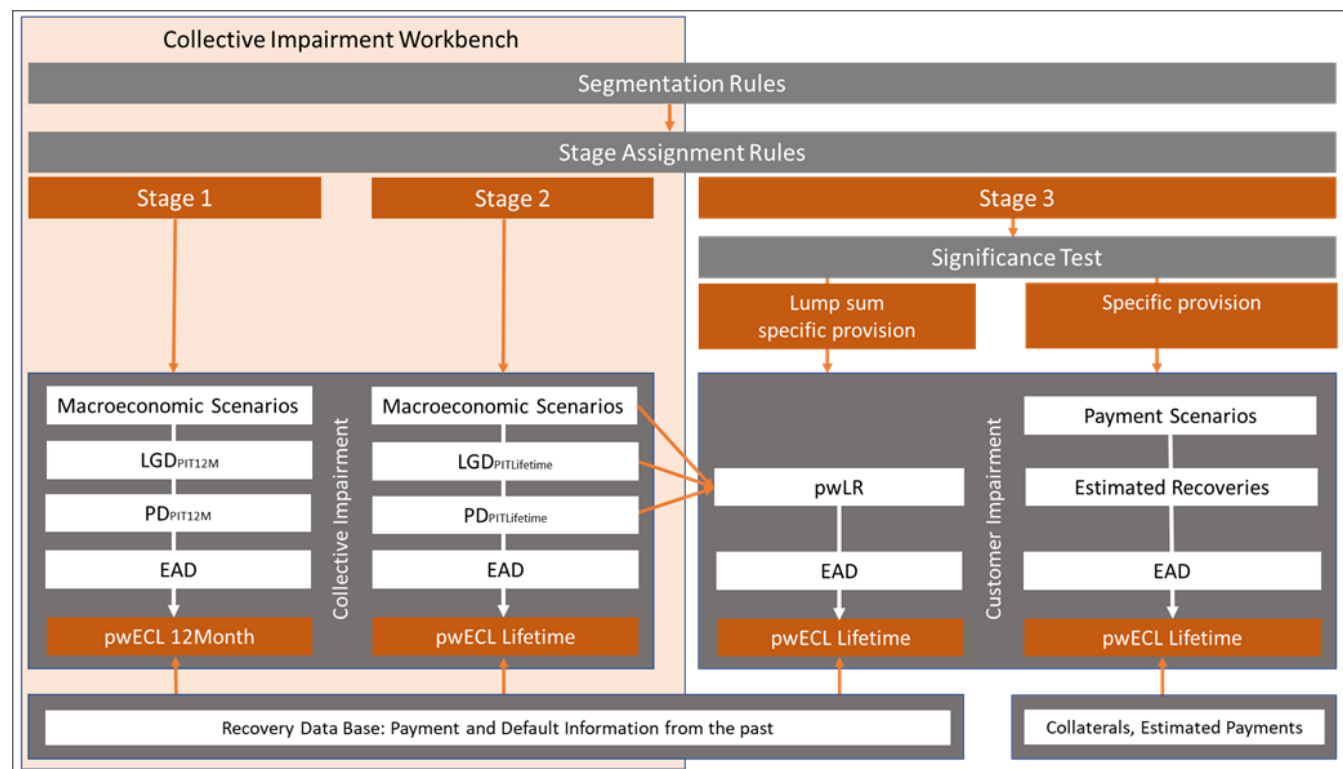 Collective Impairment Workbench
Segmentation Rules
Stage Assignment Rules
Stage 1
Stage 2
Stage 3
Significance Test
Lump sum
specific provision
Specific provision
Macroeconomic Scenarios
LGDPIT12M
PDPIT12M
EAD
pwECL 12Month
Collective Impairment
Macroeconomic Scenarios
LGDPITLifetime
PDPITLifetime
EAD
pwECL Lifetime
pwLR
EAD
pwECL Lifetime
Customer Impairment
Payment Scenarios
Estimated Recoveries
EAD
pwECL Lifetime
Recovery Data Base: Payment and Default Information from the past
Collaterals, Estimated Payments